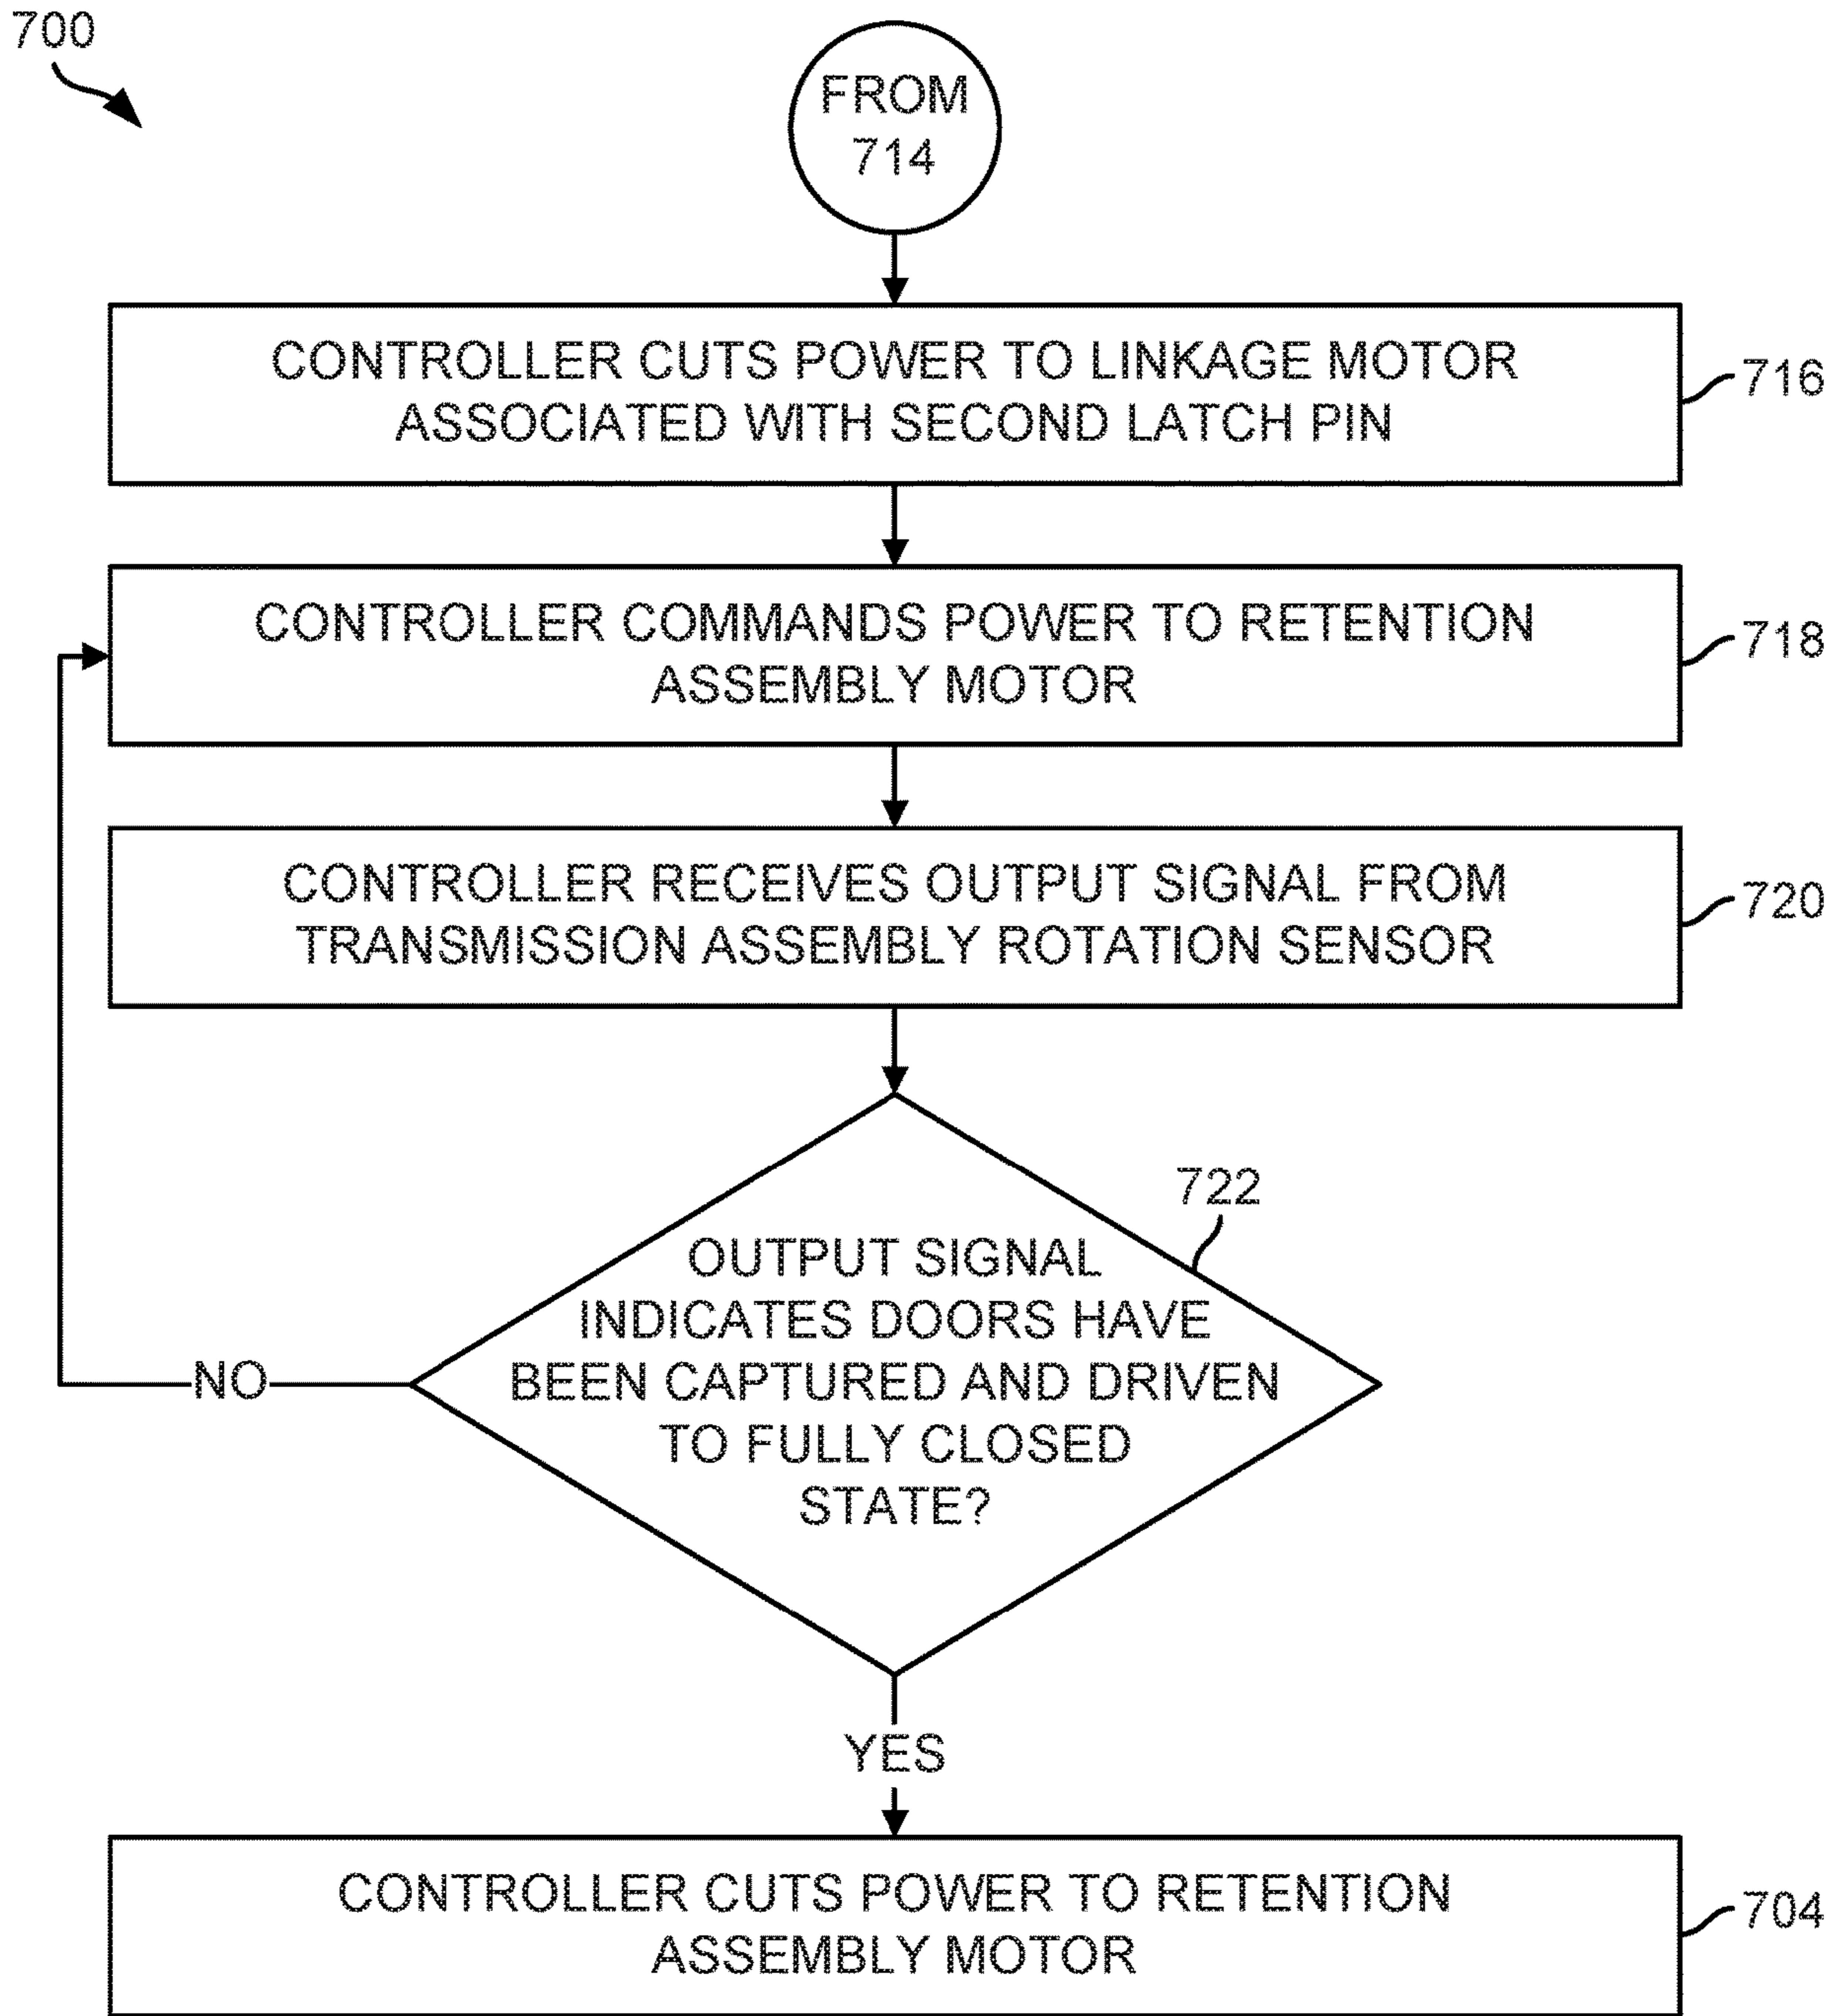 700
FROM
714
CONTROLLER CUTS POWER TO LINKAGE MOTOR
ASSOCIATED WITH SECOND LATCH PIN
716
CONTROLLER COMMANDS POWER TO RETENTION
ASSEMBLY MOTOR
718
CONTROLLER RECEIVES OUTPUT SIGNAL FROM
TRANSMISSION ASSEMBLY ROTATION SENSOR
720
722
OUTPUT SIGNAL
INDICATES DOORS HAVE
BEEN CAPTURED AND DRIVEN
TO FULLY CLOSED
STATE?
NO
YES
CONTROLLER CUTS POWER TO RETENTION
ASSEMBLY MOTOR
704